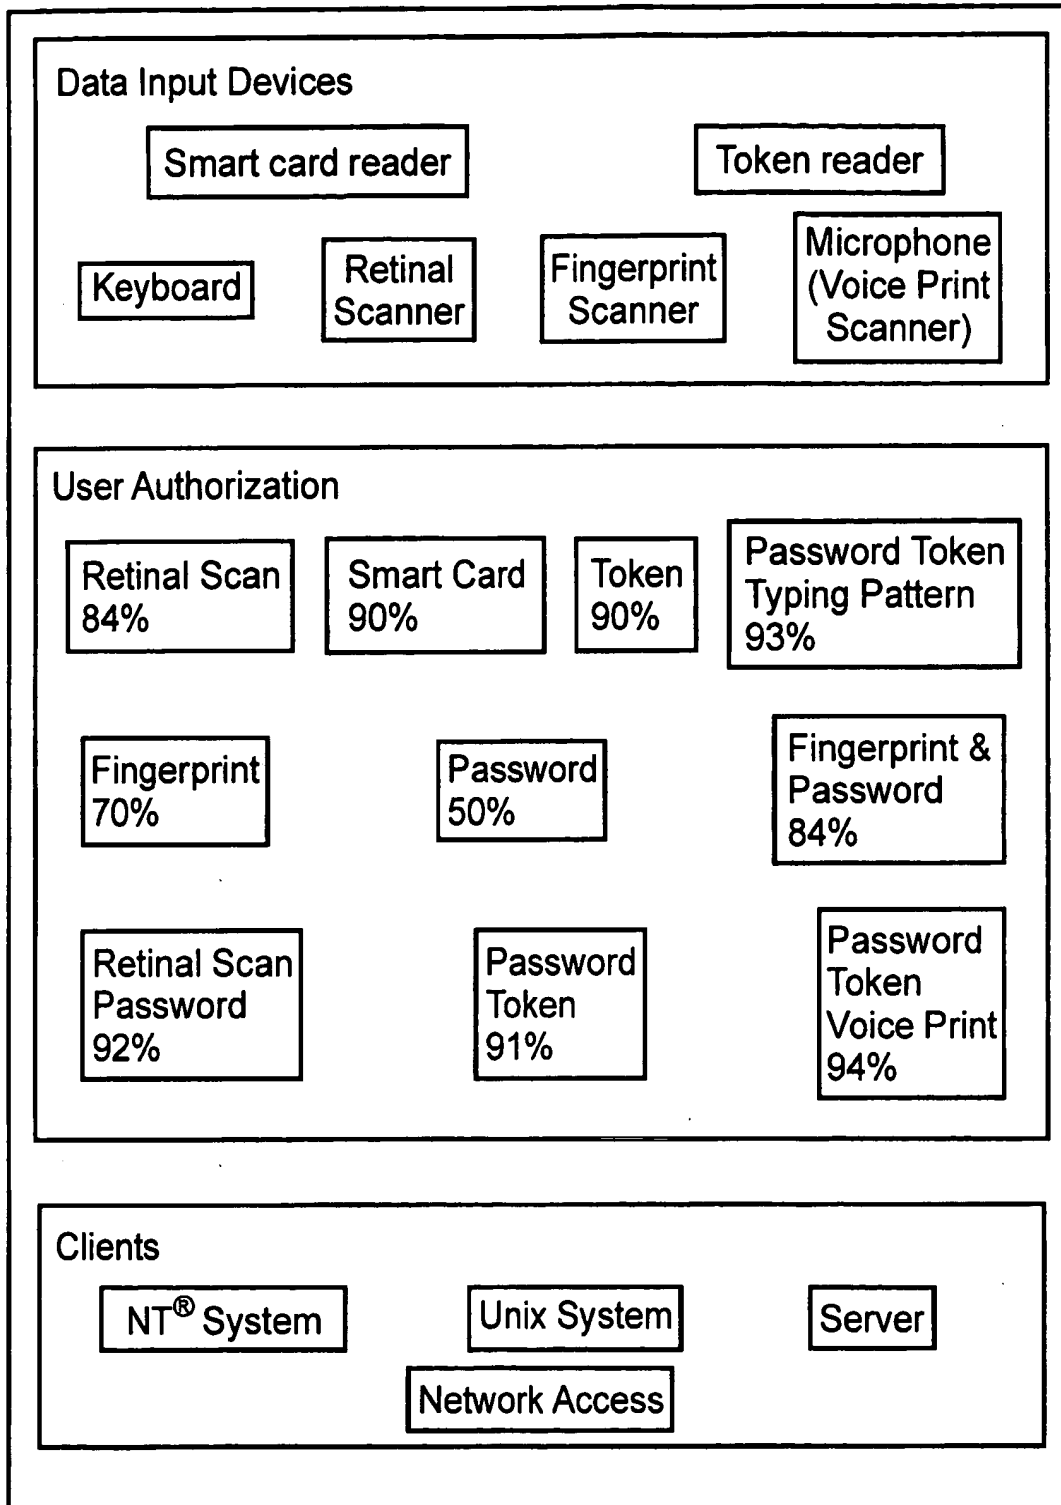 Data Input Devices
Smart card reader
Token reader
Keyboard
Retinal
Scanner
Fingerprint
Scanner
Microphone
(Voice Print
Scanner)
User Authorization
Retinal Scan
84%
Smart Card
90%
Token
90%
Password Token
Typing Pattern
93%
Fingerprint
70%
Password
50%
Fingerprint &
Password
84%
Retinal Scan
Password
92%
Password
Token
91%
Password
Token
Voice Print
94%
Clients
NT® System
Unix System
Server
Network Access